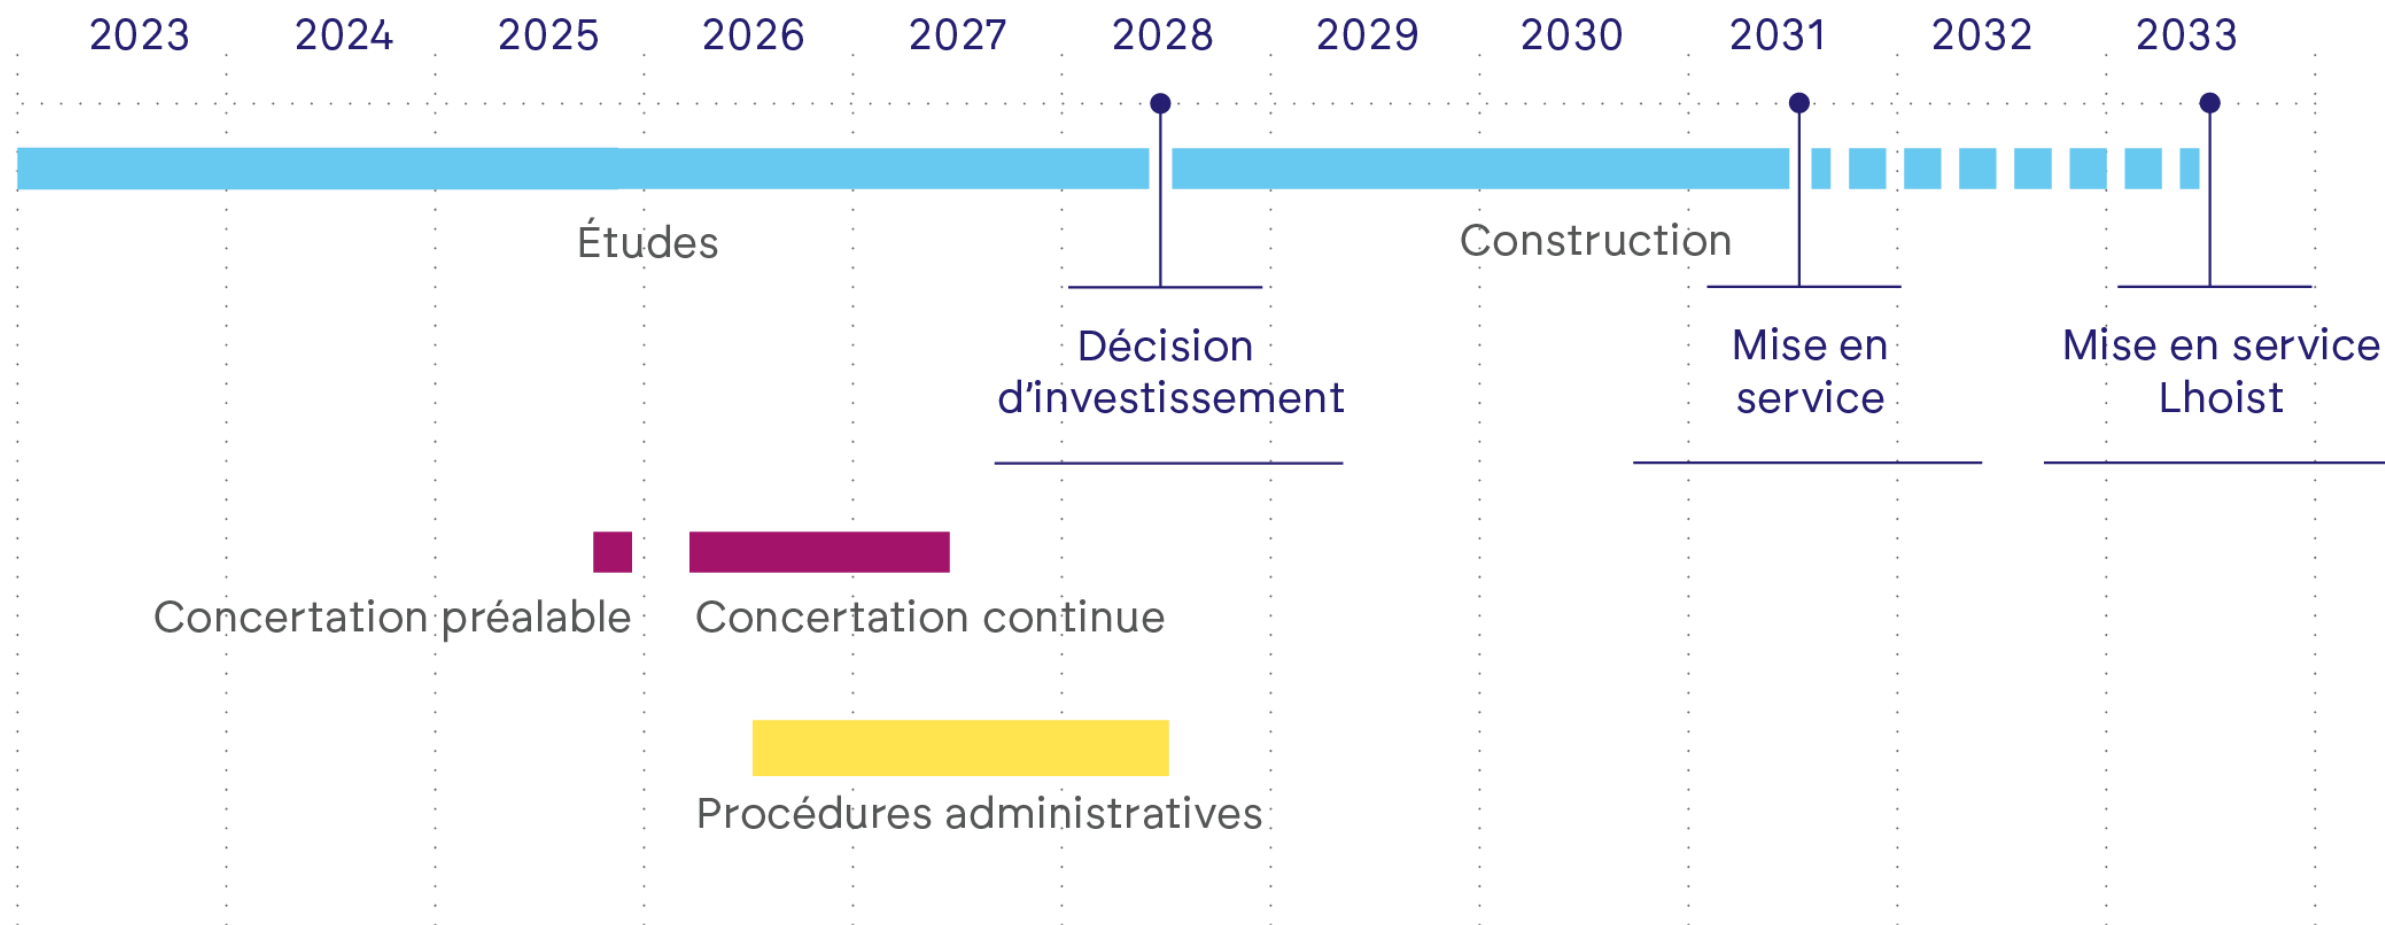 2023 2024 2025 2026 2027 2028 2029 2030 2031 2032 2033
Études
Construction
Décision
d’investissement
Mise en
service
Mise en service
Lhoist
Concertation préalable
Concertation continue
Procédures administratives